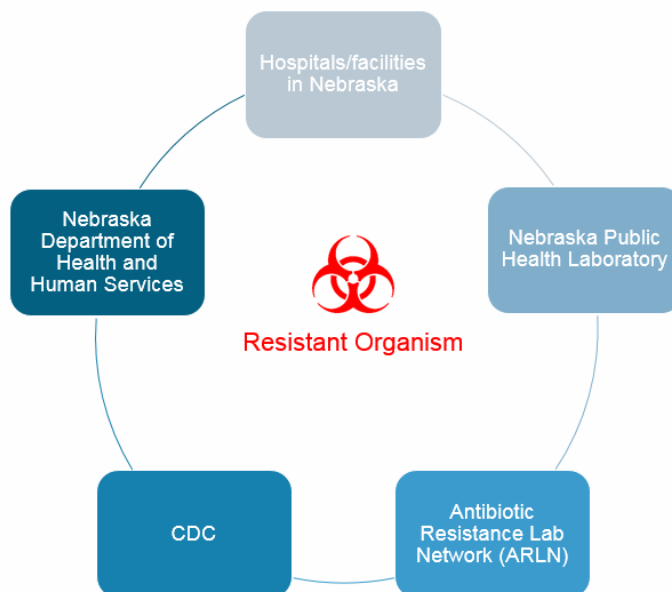 Hospitals/facilities
in Nebraska
Nebraska Public
Health Laboratory
Antibiotic
Resistance Lab
Network (ARLN)
CDC
Nebraska
Department of
Health and
Human Services
Resistant Organism